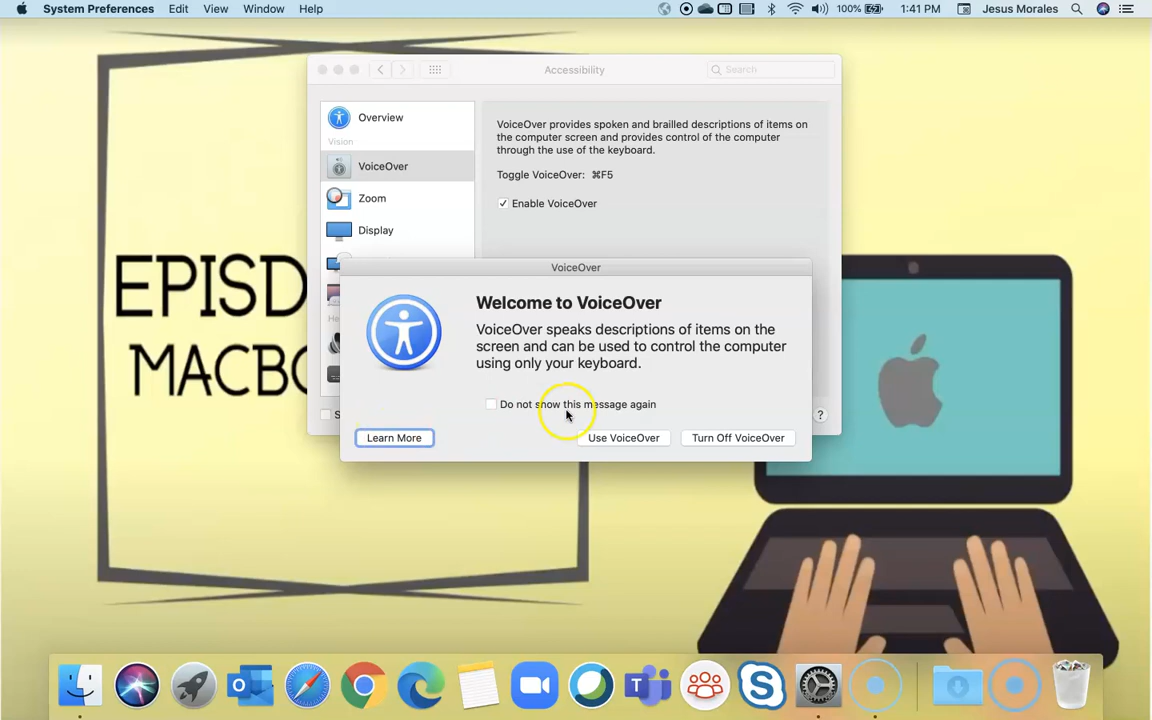 System Preferences Edit View Window Help 100% 1:41 PM Jesus Morales
Accessibility
Search
Overview
Vision
VoiceOver
Zoom
Display
VoiceOver provides spoken and brailled descriptions of items on
the computer screen and provides control of the computer
through the use of the keyboard.
Toggle VoiceOver: ⌘F5
Enable VoiceOver
?
EPISD
MACBO
VoiceOver
Welcome to VoiceOver
VoiceOver speaks descriptions of items on the
screen and can be used to control the computer
using only your keyboard.
Do not show this message again
Learn More
Use VoiceOver
Turn Off VoiceOver